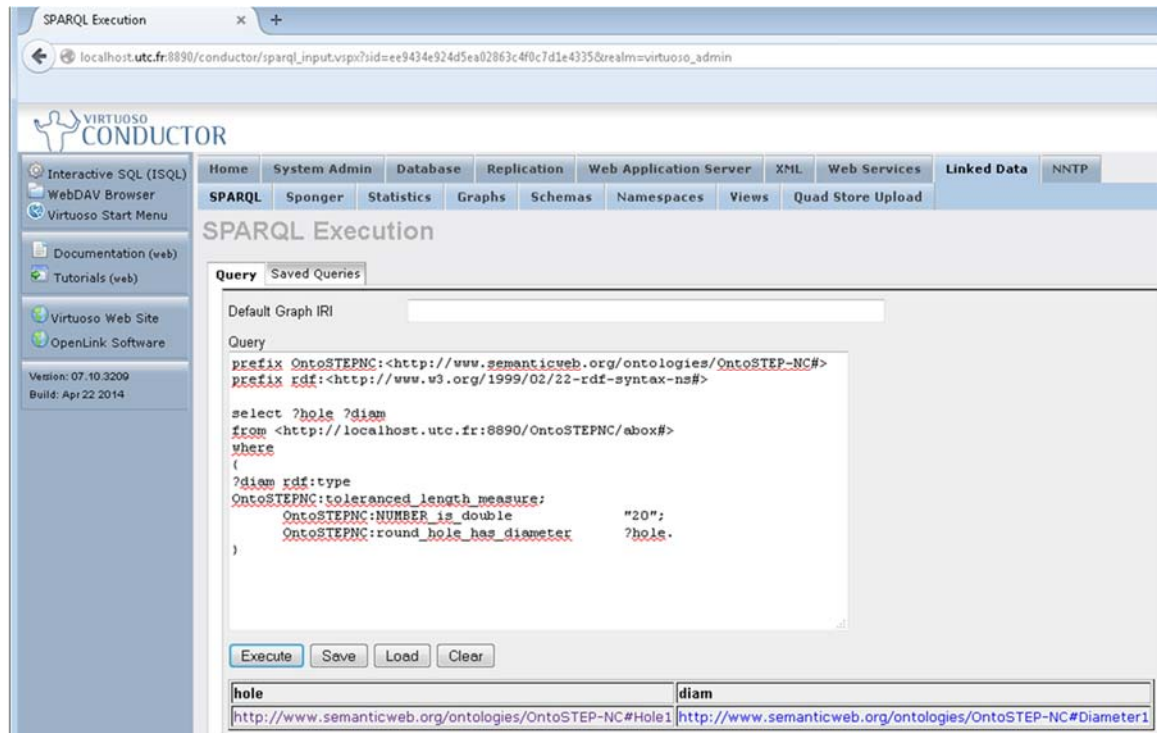 SPARQL Execution × +
localhost.utc.fr:8890/conductor/sparql_input.vspx?sid=ee9434e924d5ea02863c4f0c7d1e4335&realm=virtuoso_admin
VIRTUOSO
CONDUCTOR
Interactive SQL (ISQL)
WebDAV Browser
Virtuoso Start Menu
Documentation (web)
Tutorials (web)
Virtuoso Web Site
OpenLink Software
Version: 07.10.3209
Build: Apr 22 2014
Home System Admin Database Replication Web Application Server XML Web Services Linked Data NNTP
SPARQL Sponger Statistics Graphs Schemas Namespaces Views Quad Store Upload
SPARQL Execution
Query Saved Queries
Default Graph IRI
Query
prefix OntoSTEPNC:<http://www.semanticweb.org/ontologies/OntoSTEP-NC#>
prefix rdf:<http://www.w3.org/1999/02/22-rdf-syntax-ns#>
select ?hole ?diam
from <http://localhost.utc.fr:8890/OntoSTEPNC/abox#>
where
{
?diam rdf:type
OntoSTEPNC:toleranced_length_measure;
OntoSTEPNC:NUMBER_is_double "20";
OntoSTEPNC:round_hole_has_diameter ?hole.
}
Execute Save Load Clear
hole diam
http://www.semanticweb.org/ontologies/OntoSTEP-NC#Hole1 http://www.semanticweb.org/ontologies/OntoSTEP-NC#Diameter1